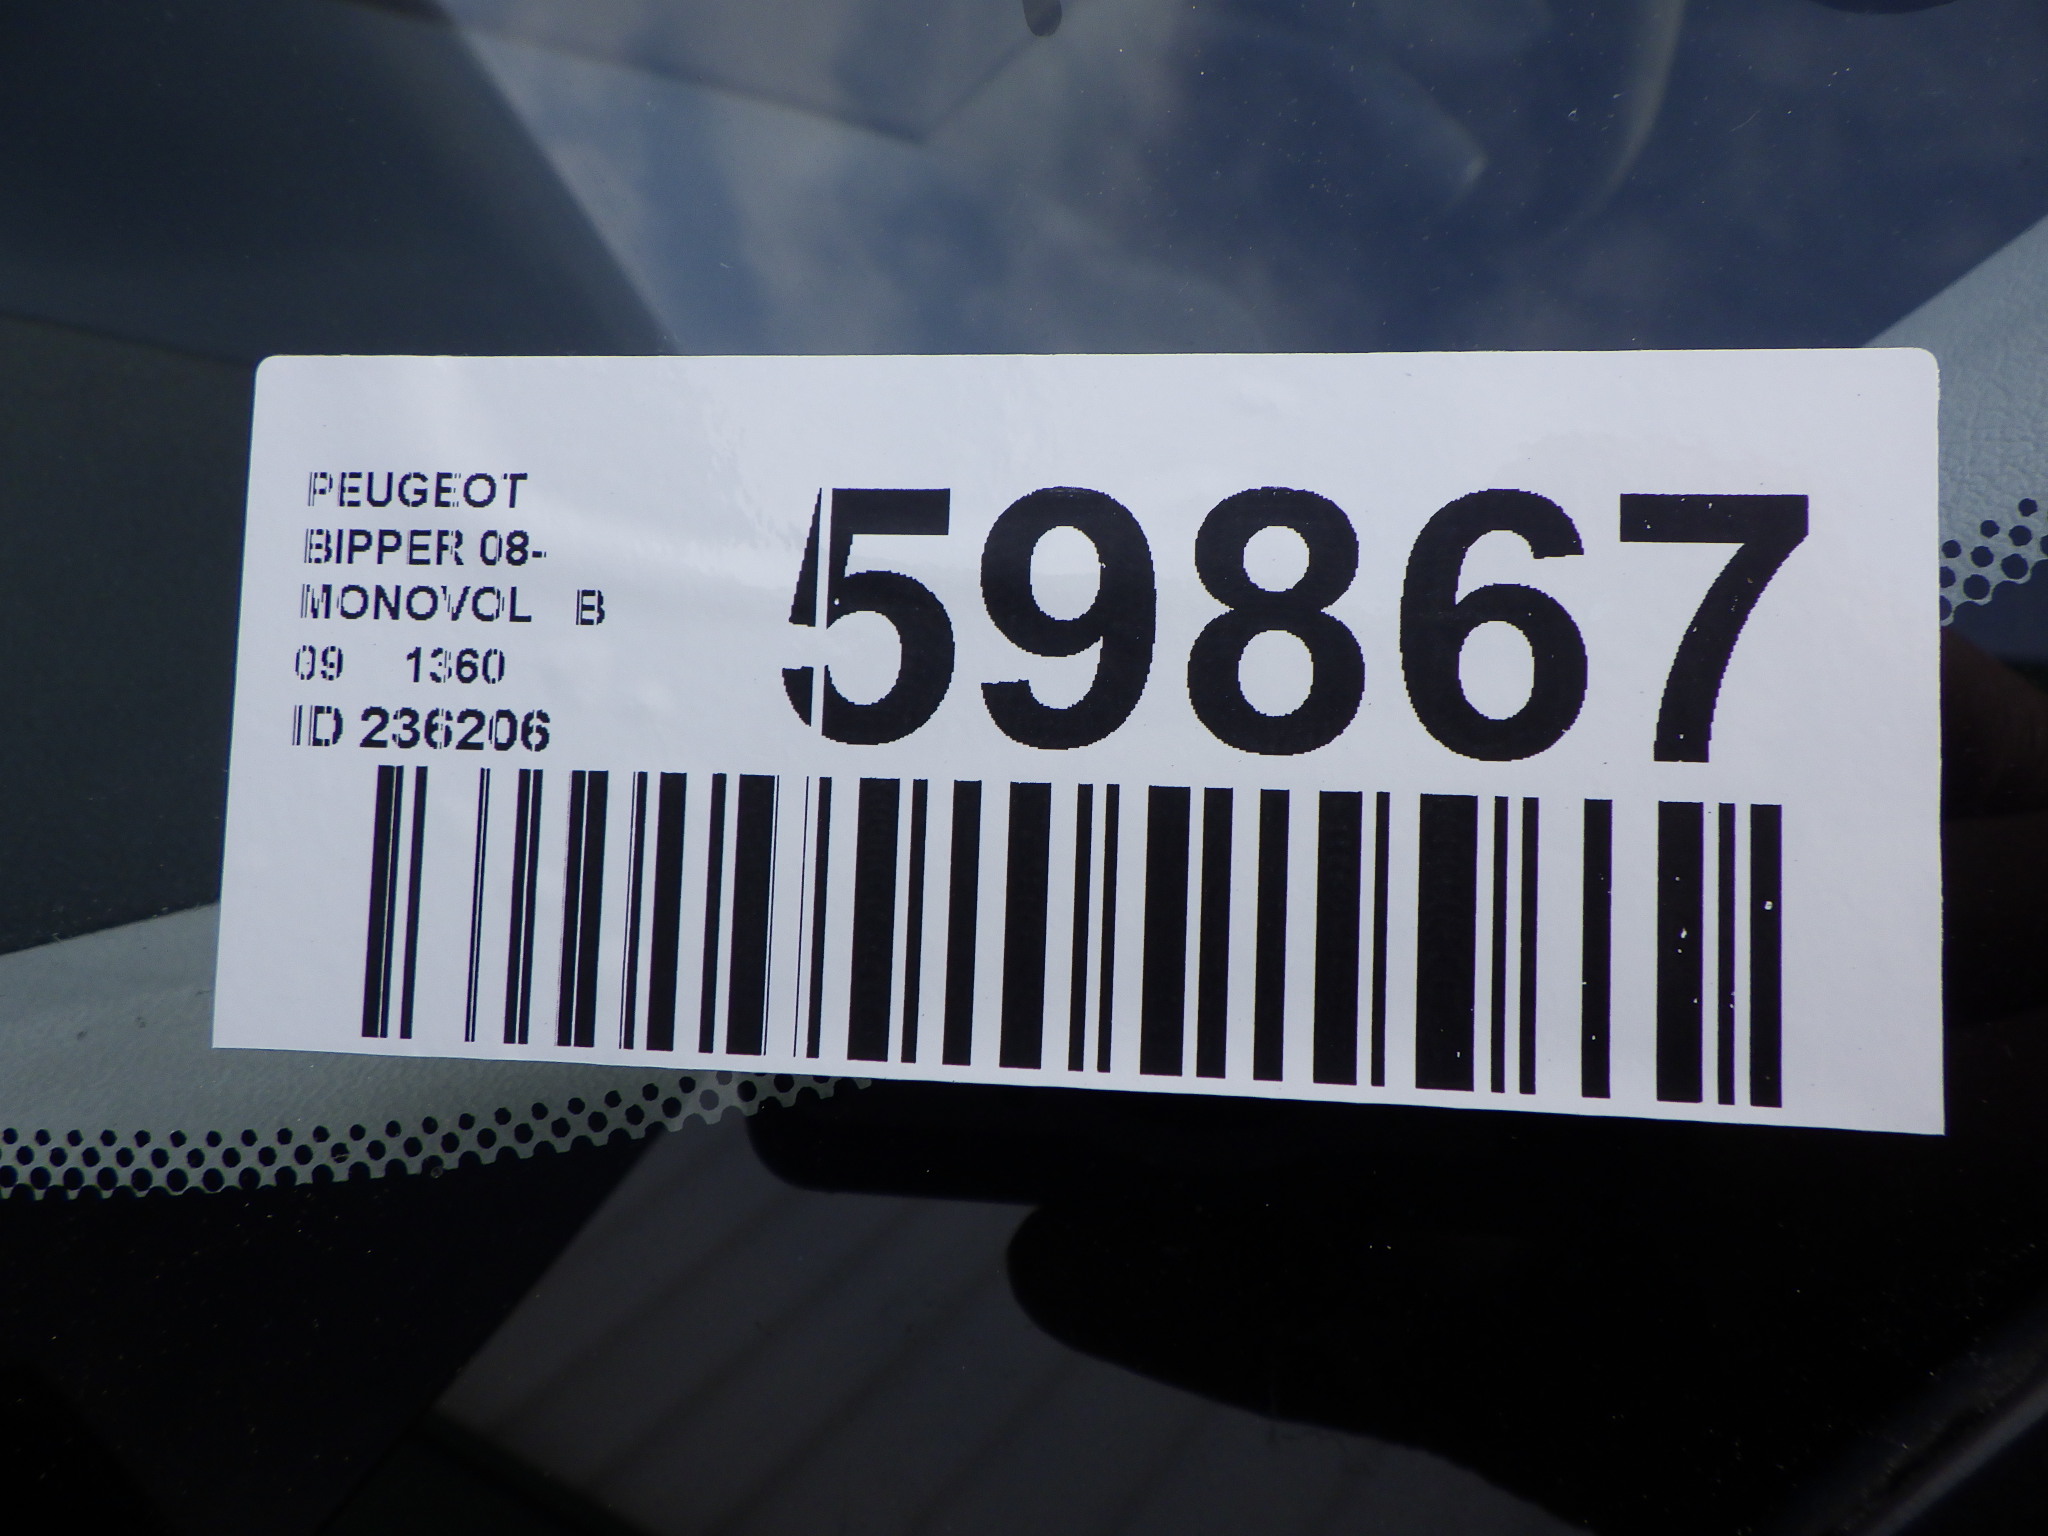 PEUGEOT
BIPPER 08-
MONOVOL B
09 1360
ID 236206
59867